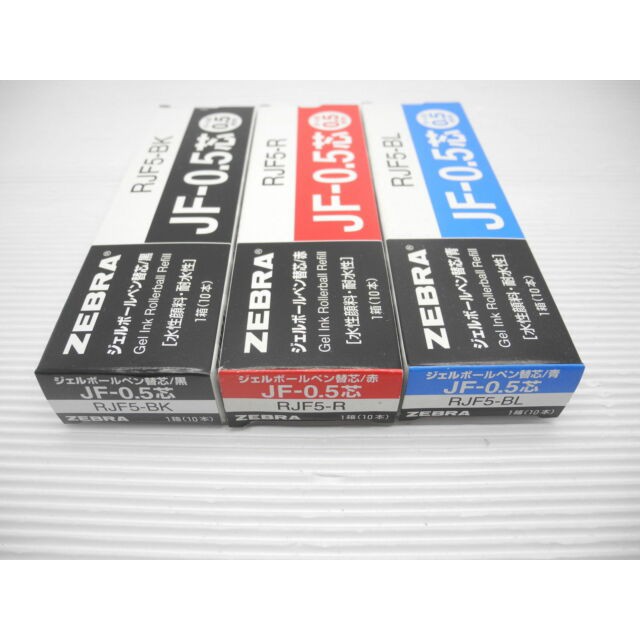 RJF5-BK
JF-0.5芯 0.5
ZEBRA®
ジェルボールペン替芯/黒
Gel Ink Rollerball Refill
[水性顔料・耐水性]
1箱(10本)
ジェルボールペン替芯/黒
JF-0.5芯
RJF5-BK
ZEBRA 1箱(10本)
RJF5-R
JF-0.5芯 0.5
ZEBRA®
ジェルボールペン替芯/赤
Gel Ink Rollerball Refill
[水性顔料・耐水性]
1箱(10本)
ジェルボールペン替芯/赤
JF-0.5芯
RJF5-R
ZEBRA 1箱(10本)
RJF5-BL
JF-0.5芯 0.5
ZEBRA®
ジェルボールペン替芯/青
Gel Ink Rollerball Refill
[水性顔料・耐水性]
1箱(10本)
ジェルボールペン替芯/青
JF-0.5芯
RJF5-BL
ZEBRA 1箱(10本)